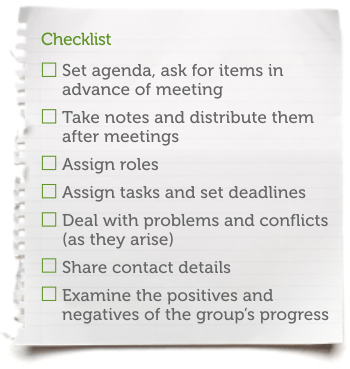 Checklist
Set agenda, ask for items in
advance of meeting
Take notes and distribute them
after meetings
Assign roles
Assign tasks and set deadlines
Deal with problems and conflicts
(as they arise)
Share contact details
Examine the positives and
negatives of the group's progress